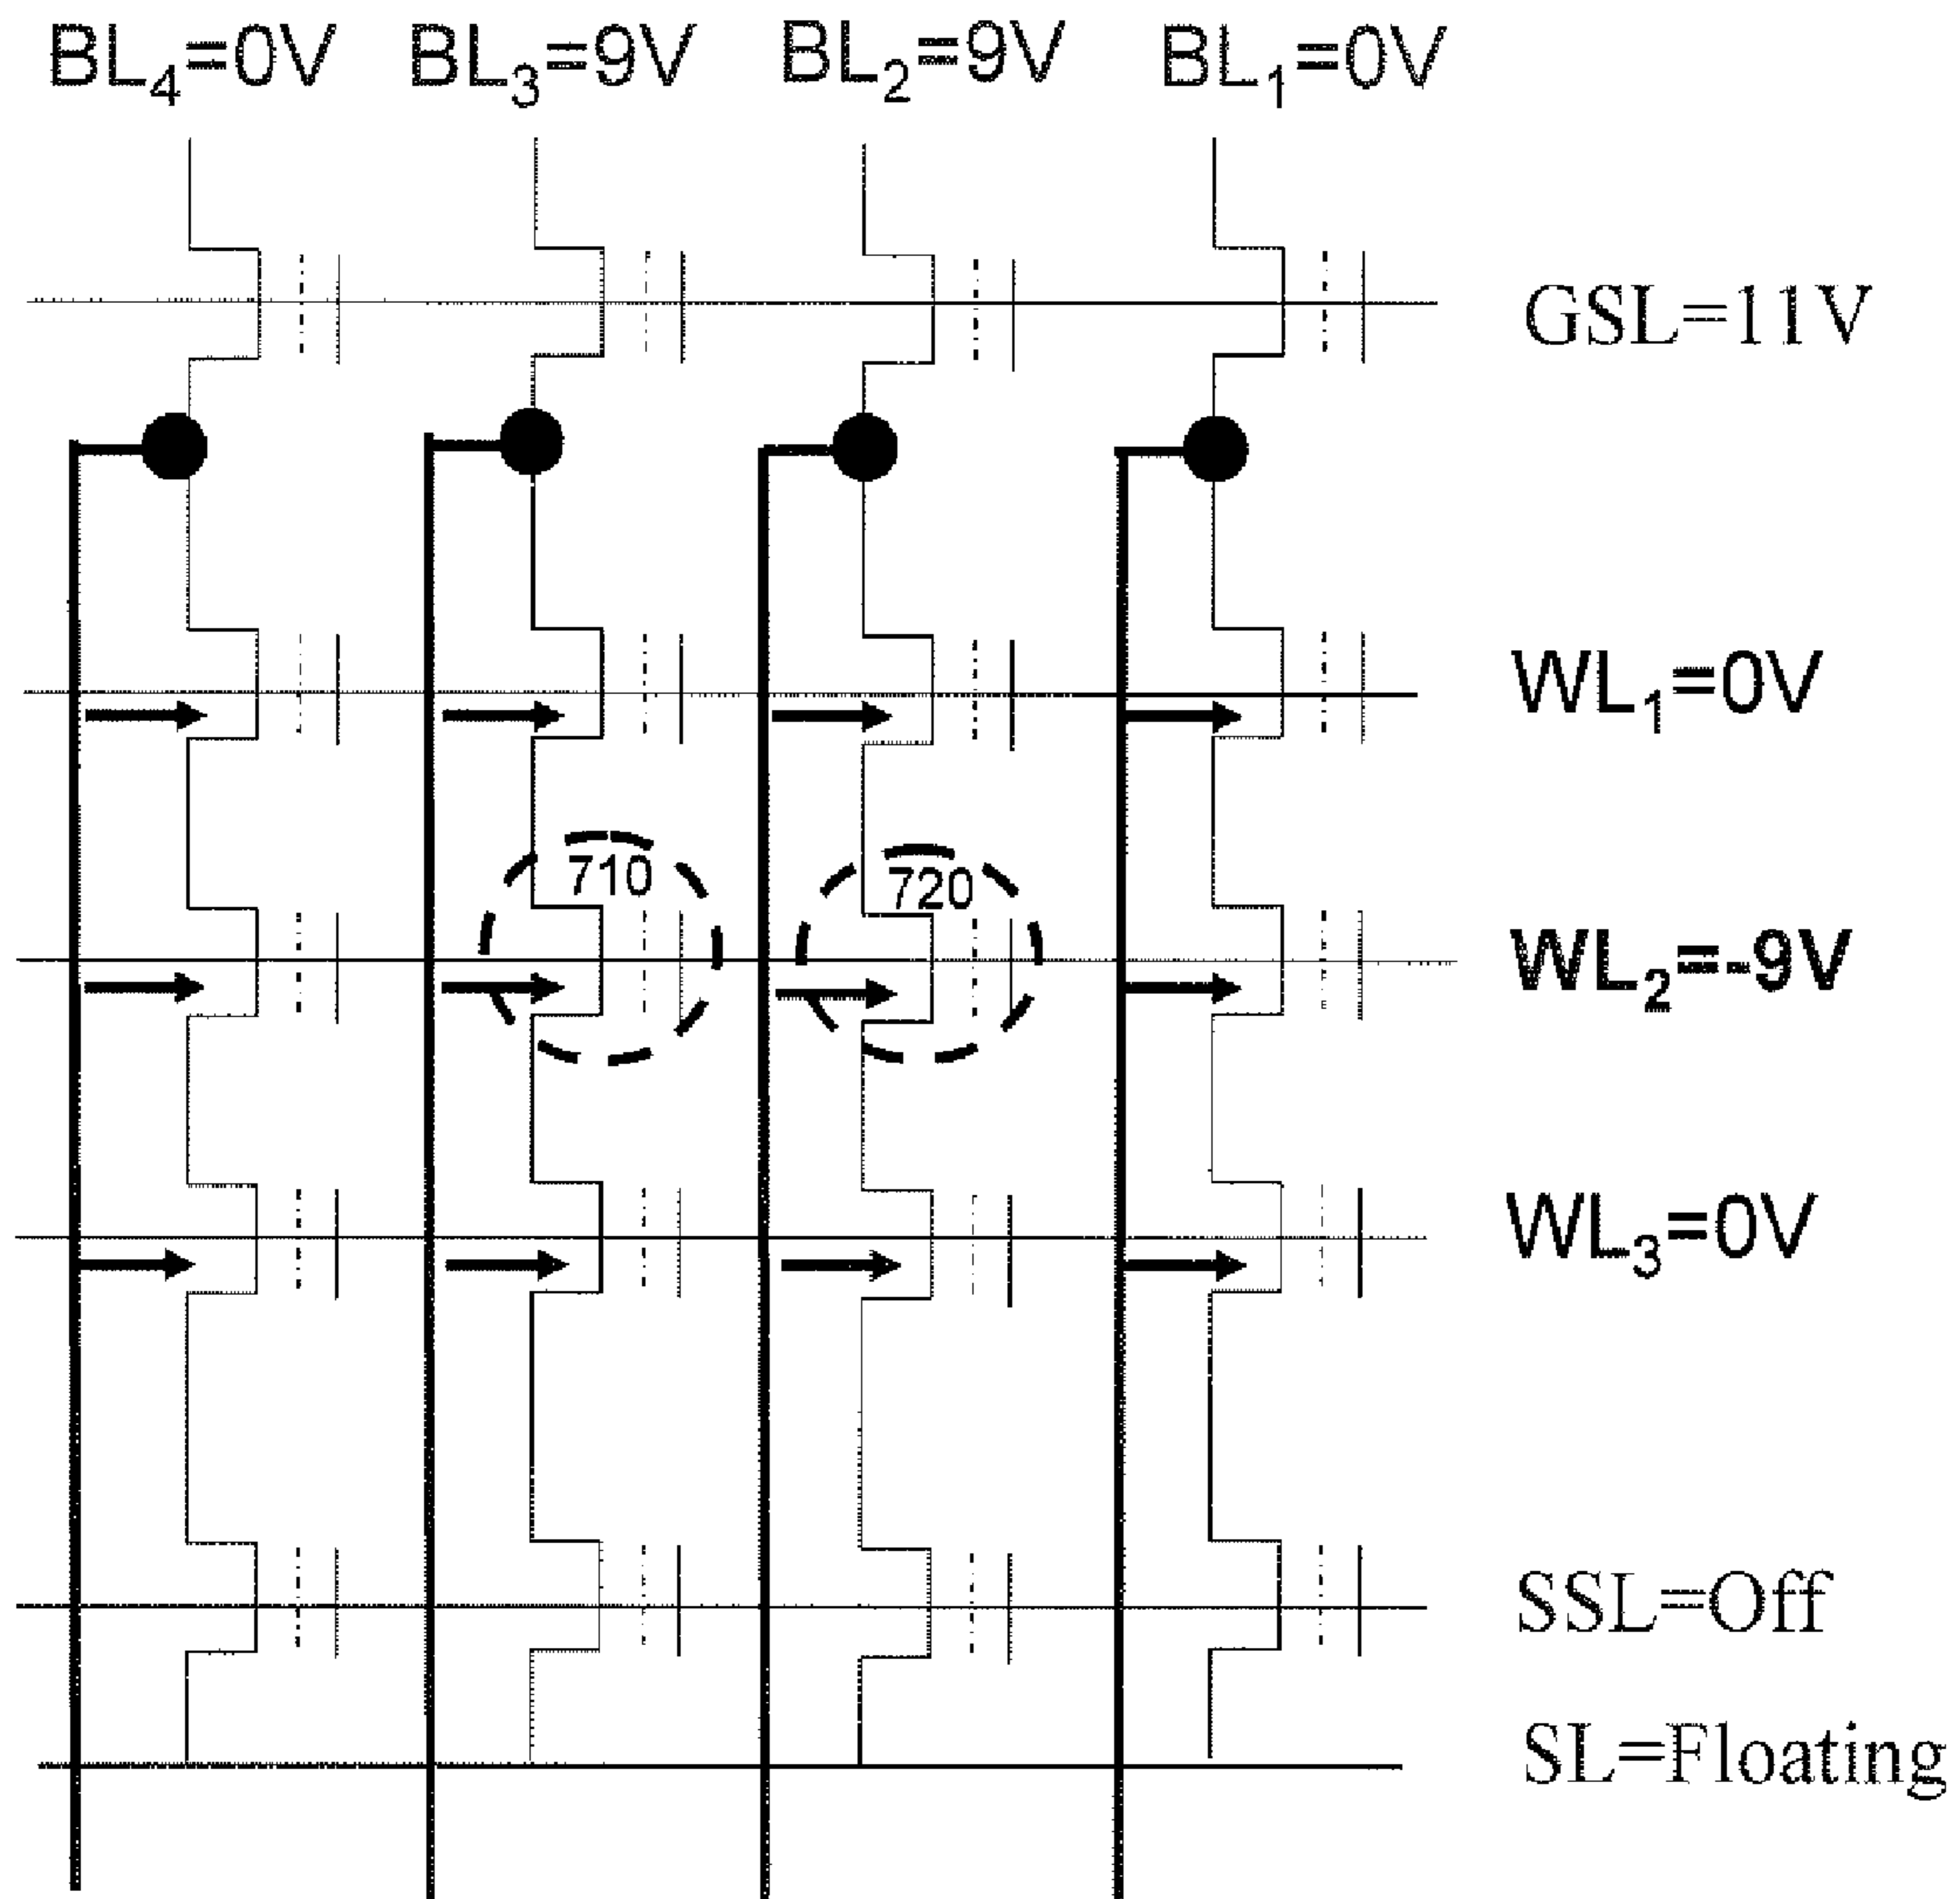 BL₄=0V BL₃=9V BL₂=9V BL₁=0V
GSL=11V
WL₁=0V
710 720
WL₂=-9V
WL₃=0V
SSL=Off
SL=Floating